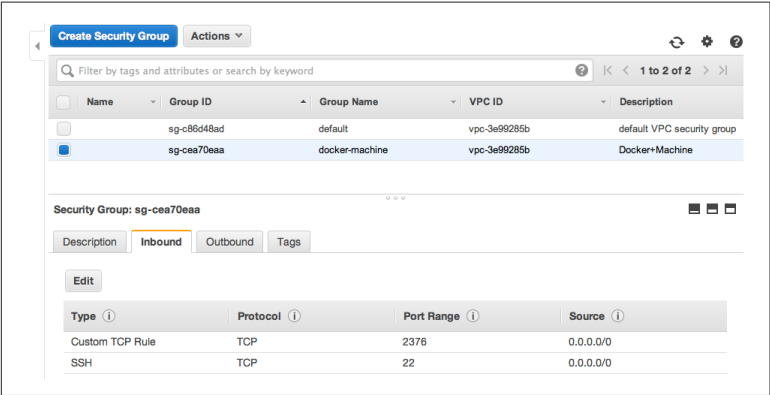 Create Security Group Actions
Filter by tags and attributes or search by keyword 1 to 2 of 2
Name Group ID Group Name VPC ID Description
sg-c86d48ad default vpc-3e99285b default VPC security group
sg-cea70eaa docker-machine vpc-3e99285b Docker+Machine
Security Group: sg-cea70eaa
Description Inbound Outbound Tags
Edit
Type Protocol Port Range Source
Custom TCP Rule TCP 2376 0.0.0.0/0
SSH TCP 22 0.0.0.0/0